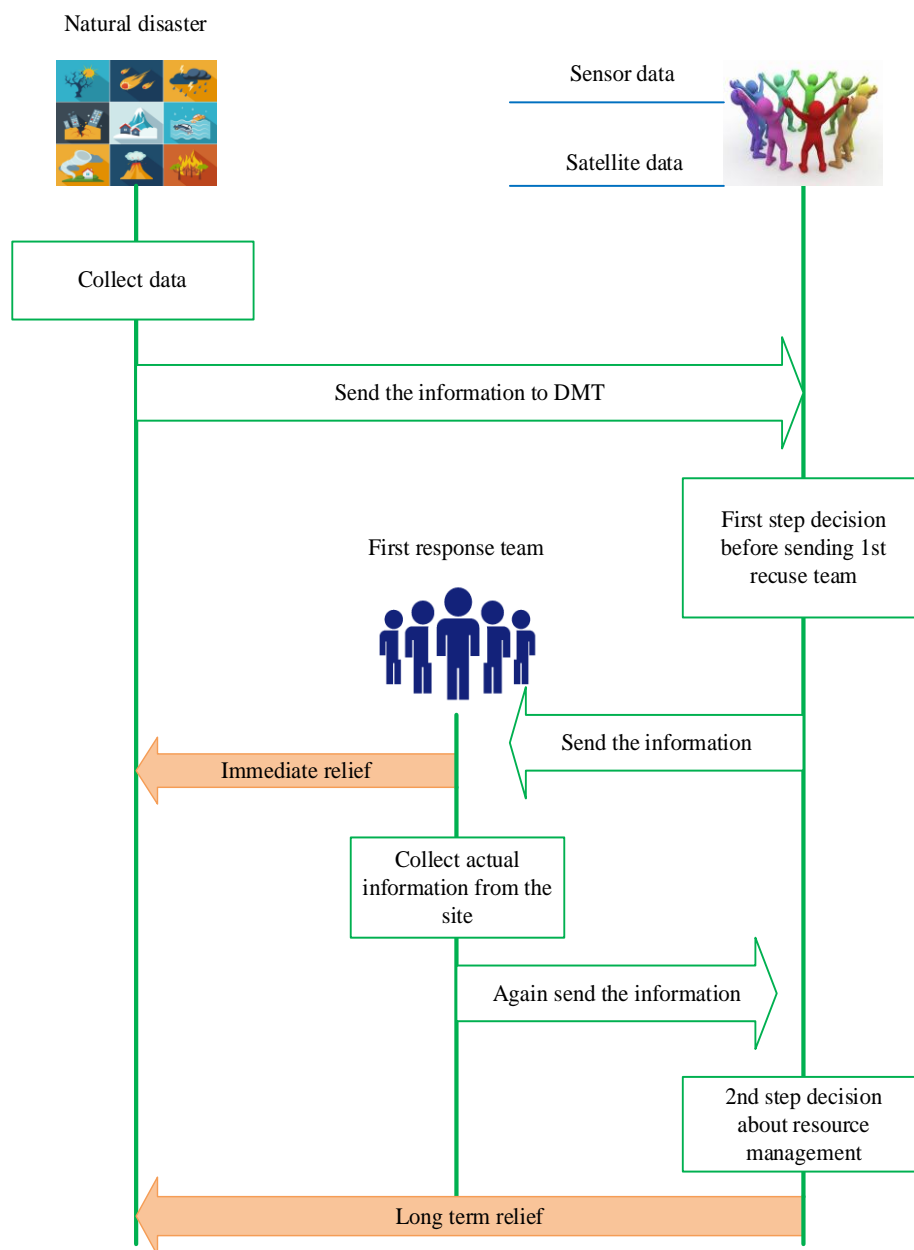 Natural disaster
Sensor data
Satellite data
Collect data
Send the information to DMT
First step decision
before sending 1st
recuse team
First response team
Send the information
Immediate relief
Collect actual
information from the
site
Again send the information
2nd step decision
about resource
management
Long term relief